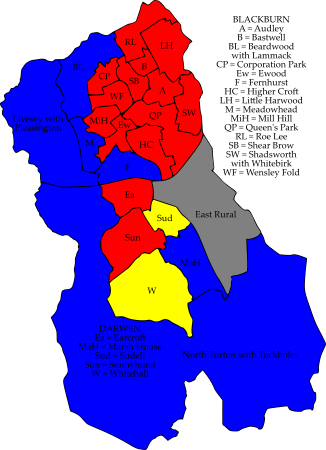 BLACKBURN
A = Audley
B = Bastwell
BL = Beardwood
with Lammack
CP = Corporation Park
Ew = Ewood
F = Fernhurst
HC = Higher Croft
LH = Little Harwood
M = Meadowhead
MiH = Mill Hill
QP = Queen's Park
RL = Roe Lee
SB = Shear Brow
SW = Shadsworth
with Whitebirk
WF = Wensley Fold
RL
LH
B
CP
SB
A
WF
MiH
Ew
QP
SW
M
HC
F
Livesey with
Pleasington
Ea
Sud
East Rural
Sun
MaH
W
DARWEN
Ea = Earcroft
MaH = Marsh House
Sud = Sudell
Sun = Sunnyhurst
W = Whitehall
North Turton with Tockholes